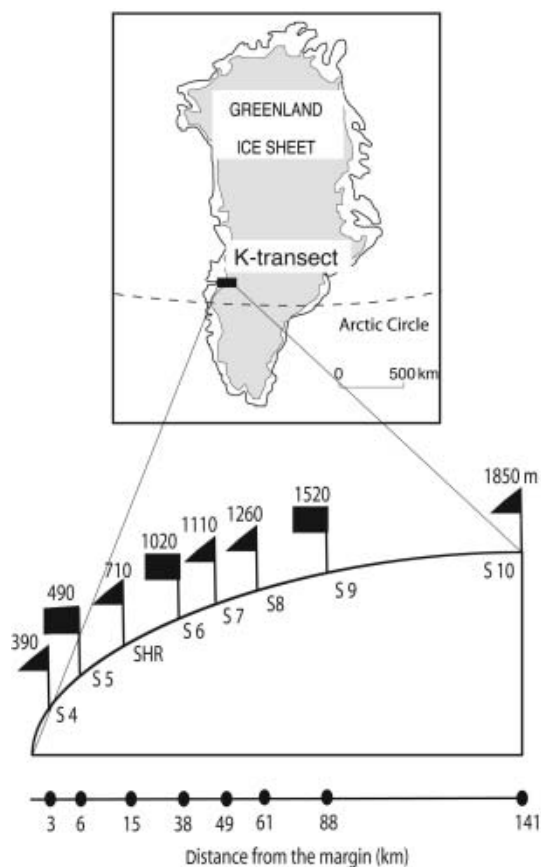 GREENLAND
ICE SHEET
K-transect
Arctic Circle
0 500 km
1850 m
1520
1260
1110
1020
710
490
390
S 4
S 5
SHR
S 6
S 7
S8
S 9
S 10
3 6 15 38 49 61 88 141
Distance from the margin (km)